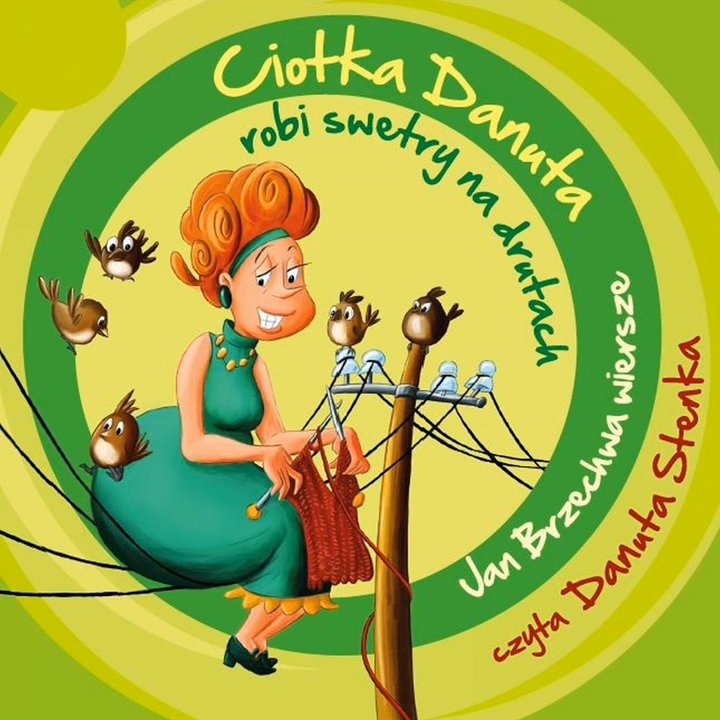 Ciotka Danuta
robi swetry na drutach
Jan Brzechwa wiersze
czyta Danuta Stenka